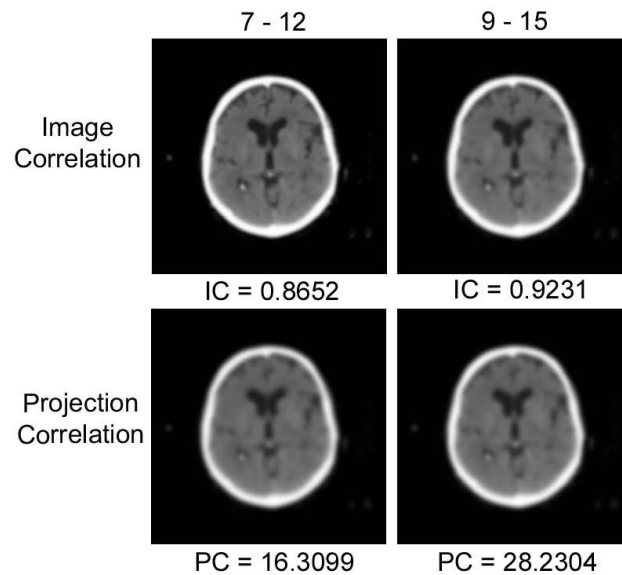 7 - 12 9 - 15
Image
Correlation
IC = 0.8652 IC = 0.9231
Projection
Correlation
PC = 16.3099 PC = 28.2304